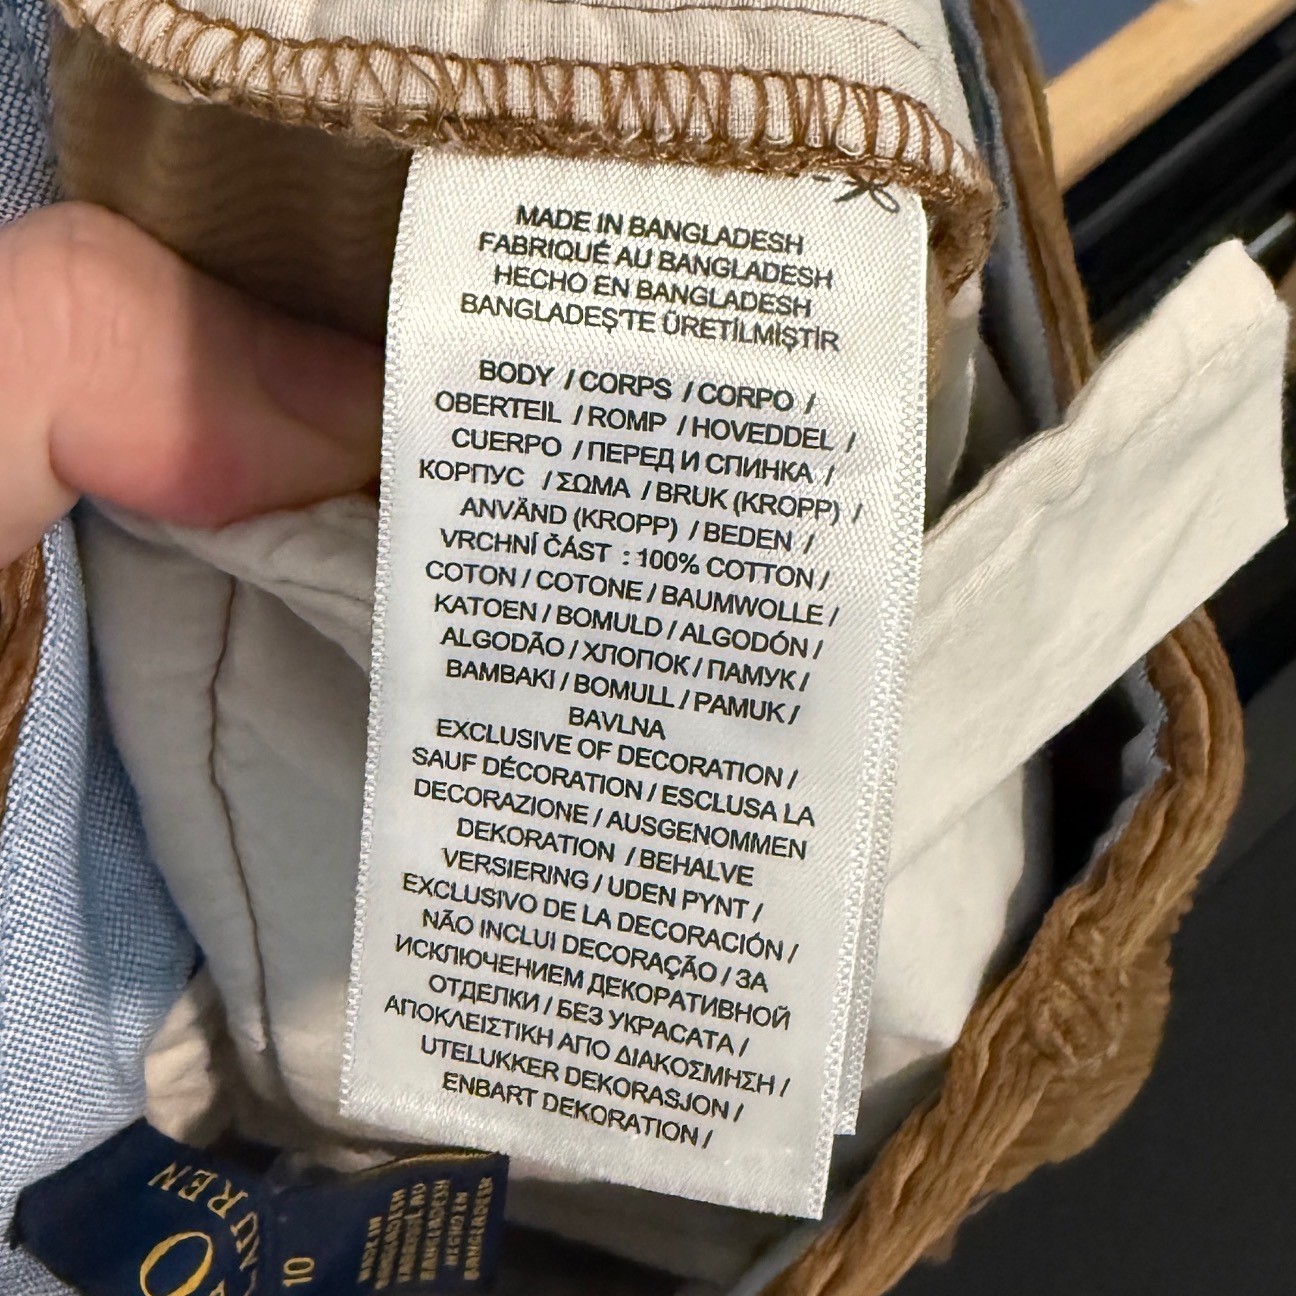 MADE IN BANGLADESH
FABRIQUÉ AU BANGLADESH
HECHO EN BANGLADESH
BANGLADEŞ'TE ÜRETİLMİŞTİR
BODY / CORPS / CORPO /
OBERTEIL / ROMP / HOVEDDEL /
CUERPO / ПЕРЕД И СПИНКА /
КОРПУС / ΣΩΜΑ / BRUK (KROPP) /
ANVÄND (KROPP) / BEDEN /
VRCHNÍ ČÁST : 100% COTTON /
COTON / COTONE / BAUMWOLLE /
KATOEN / BOMULD / ALGODÓN /
ALGODÃO / ХЛОПОК / ПАМУК /
BAMBAKI / BOMULL / PAMUK /
BAVLNA
EXCLUSIVE OF DECORATION /
SAUF DÉCORATION / ESCLUSA LA
DECORAZIONE / AUSGENOMMEN
DEKORATION / BEHALVE
VERSIERING / UDEN PYNT /
EXCLUSIVO DE LA DECORACIÓN /
NÃO INCLUI DECORAÇÃO / ЗА
ИСКЛЮЧЕНИЕМ ДЕКОРАТИВНОЙ
ОТДЕЛКИ / БЕЗ УКРАСАТА /
ΑΠΟΚΛΕΙΣΤΙΚΗ ΑΠΟ ΔΙΑΚΟΣΜΗΣΗ /
UTELUKKER DEKORASJON /
ENBART DEKORATION /
10